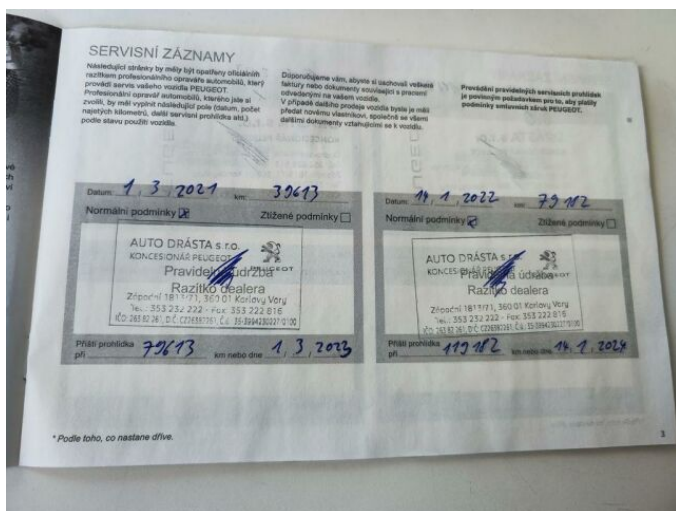 SERVISNÍ ZÁZNAMY
Následující stránky by měly být opatřeny oficiálním
razítkem profesionálního opraváře automobilů, který
provádí servis vašeho vozidla PEUGEOT.
Profesionální opravář automobilů, kterého jste si
zvolili, by měl vyplnit následující pole (datum, počet
najetých kilometrů, další servisní prohlídka atd.)
podle stavu použití vozidla.
Doporučujeme vám, abyste si uschovali veškeré
faktury nebo dokumenty související s pracemi
odvedenými na vašem vozidle.
V případě dalšího prodeje vozidla byste je měli
předat novému vlastníkovi, společně se všemi
dalšími dokumenty vztahujícími se k vozidlu.
Provádění pravidelných servisních prohlídek
je povinným požadavkem pro to, aby platily
podmínky smluvních záruk PEUGEOT.
Datum: 1, 3, 2021 km: 39613
Normální podmínky Ztížené podmínky
AUTO DRÁSTA s.r.o.
KONCESIONÁŘ PEUGEOT
PEUGEOT
Pravidelná údržba
Razítko dealera
Západní 1813/71, 360 01 Karlovy Vary
Tel.: 353 232 222 - Fax: 353 222 816
Příští prohlídka
při 79613 km nebo dne 1, 3, 2023
Datum: 14, 1, 2022 km: 79182
Normální podmínky Ztížené podmínky
AUTO DRÁSTA s.r.o.
KONCESIONÁŘ PEUGEOT
Pravidelná údržba
Razítko dealera
Západní 1813/71, 360 01 Karlovy Vary
Tel.: 353 232 222 - Fax: 353 222 816
Příští prohlídka
při 119182 km nebo dne 14, 1, 2024
* Podle toho, co nastane dříve.
3